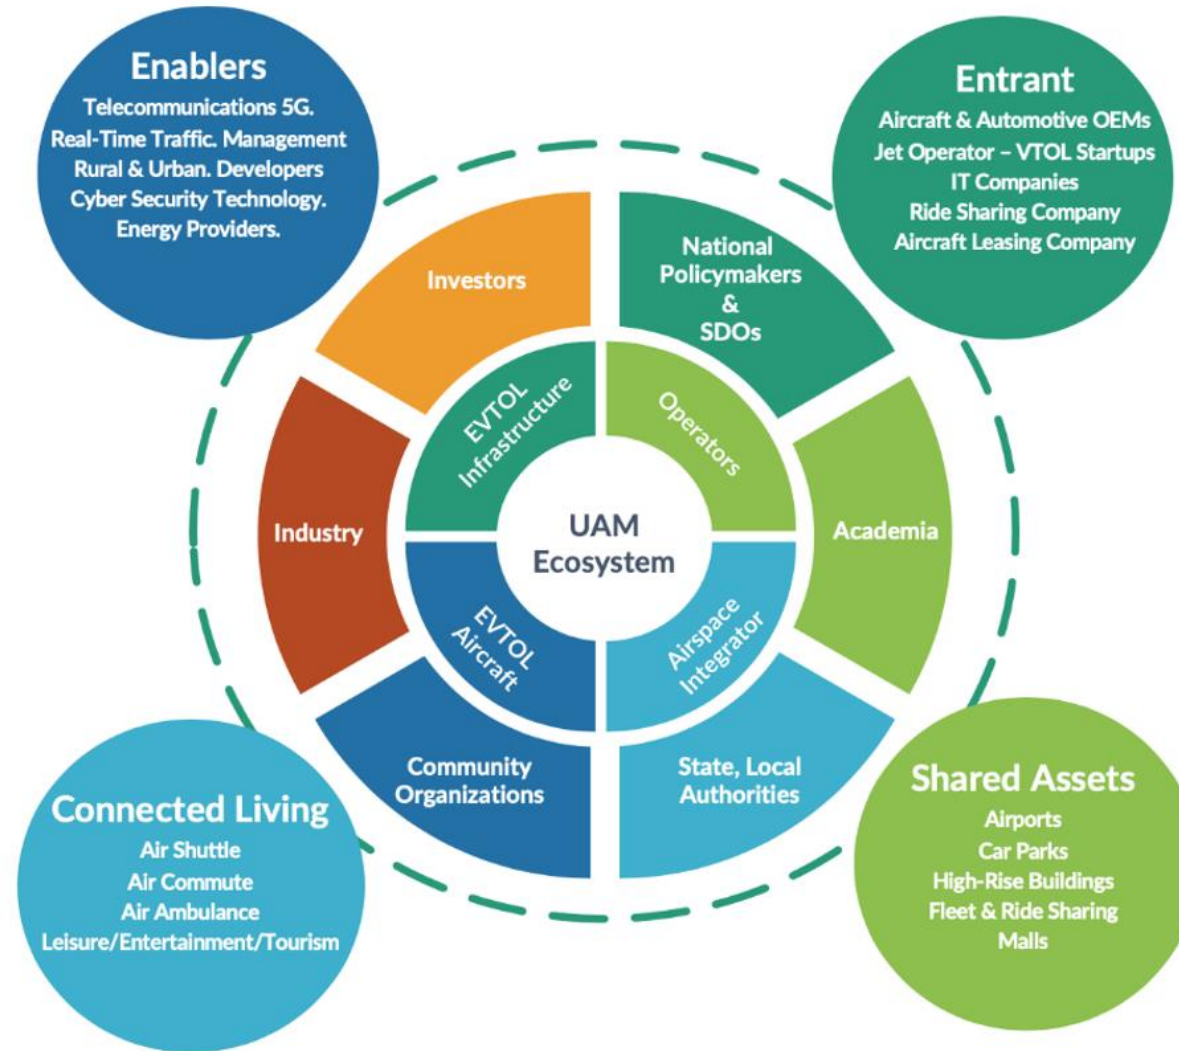 Enablers
Telecommunications 5G.
Real-Time Traffic. Management
Rural & Urban. Developers
Cyber Security Technology.
Energy Providers.
Entrant
Aircraft & Automotive OEMs
Jet Operator – VTOL Startups
IT Companies
Ride Sharing Company
Aircraft Leasing Company
Investors
National
Policymakers
&
SDOs
EVTOL
Infrastructure
Operators
Industry
UAM
Ecosystem
Academia
EVTOL
Aircraft
Airspace
Integrator
Community
Organizations
State, Local
Authorities
Connected Living
Air Shuttle
Air Commute
Air Ambulance
Leisure/Entertainment/Tourism
Shared Assets
Airports
Car Parks
High-Rise Buildings
Fleet & Ride Sharing
Malls